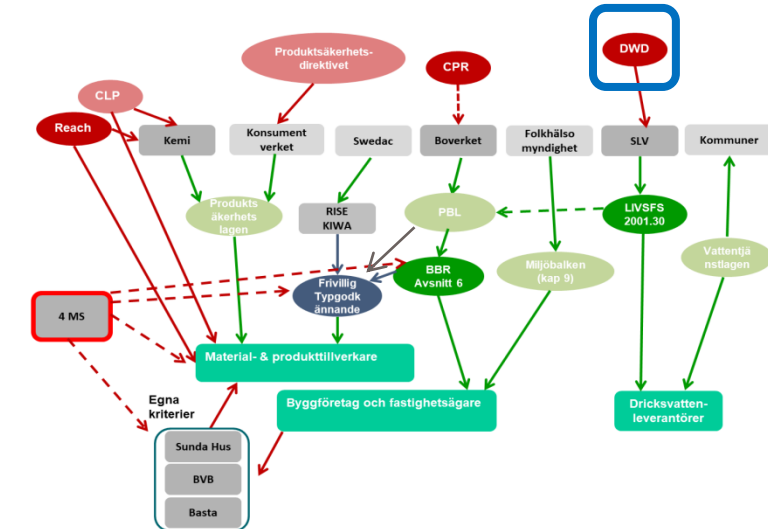 Produktsäkerhets-
direktivet
CPR
DWD
CLP
Reach
Kemi
Konsument
verket
Swedac
Boverket
Folkhälso
myndighet
SLV
Kommuner
Produkts
äkerhets
lagen
RISE
KIWA
PBL
LIVSFS
2001.30
Vattentjä
nstlagen
Frivillig
Typgodk
ännande
BBR
Avsnitt 6
Miljöbalken
(kap 9)
4 MS
Material- & produkttillverkare
Egna
kriterier
Byggföretag och fastighetsägare
Dricksvatten-
leverantörer
Sunda Hus
BVB
Basta